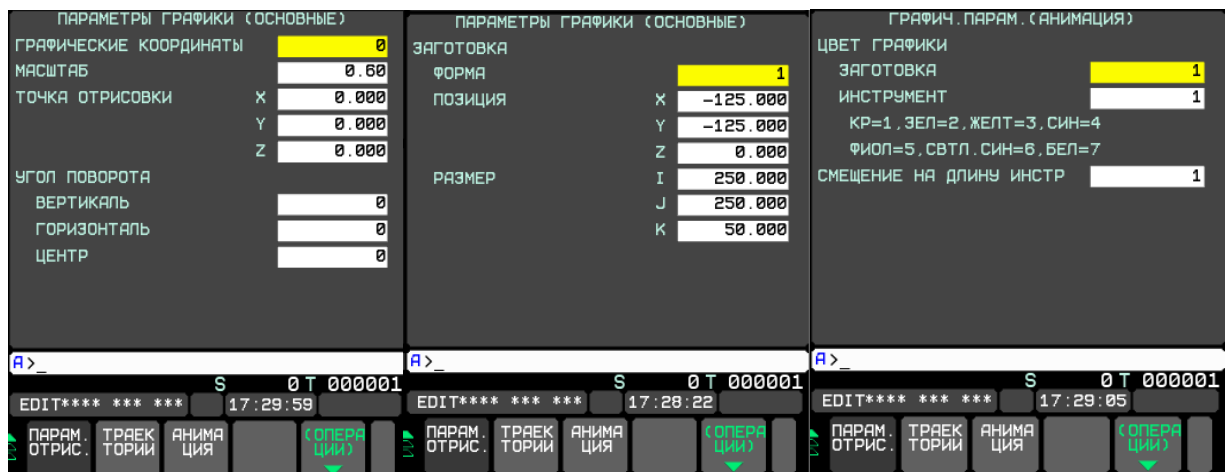 ПАРАМЕТРЫ ГРАФИКИ (ОСНОВНЫЕ)
ГРАФИЧЕСКИЕ КООРДИНАТЫ 0
МАСШТАБ 0.60
ТОЧКА ОТРИСОВКИ X 0.000
Y 0.000
Z 0.000
УГОЛ ПОВОРОТА
ВЕРТИКАЛЬ 0
ГОРИЗОНТАЛЬ 0
ЦЕНТР 0
A>_
S 0 T 000001
EDIT**** *** *** 17:29:59
ПАРАМ. ТРАЕК АНИМА (ОПЕРА
ОТРИС. ТОРИИ ЦИЯ ЦИИ)
ПАРАМЕТРЫ ГРАФИКИ (ОСНОВНЫЕ)
ЗАГОТОВКА
ФОРМА 1
ПОЗИЦИЯ X -125.000
Y -125.000
Z 0.000
РАЗМЕР I 250.000
J 250.000
K 50.000
A>_
S 0 T 000001
EDIT**** *** *** 17:28:22
ПАРАМ. ТРАЕК АНИМА (ОПЕРА
ОТРИС. ТОРИИ ЦИЯ ЦИИ)
ГРАФИЧ.ПАРАМ.(АНИМАЦИЯ)
ЦВЕТ ГРАФИКИ
ЗАГОТОВКА 1
ИНСТРУМЕНТ 1
КР=1,ЗЕЛ=2,ЖЕЛТ=3,СИН=4
ФИОЛ=5,СВТЛ.СИН=6,БЕЛ=7
СМЕЩЕНИЕ НА ДЛИНУ ИНСТР 1
A>_
S 0 T 000001
EDIT**** *** *** 17:29:05
ПАРАМ. ТРАЕК АНИМА (ОПЕРА
ОТРИС. ТОРИИ ЦИЯ ЦИИ)